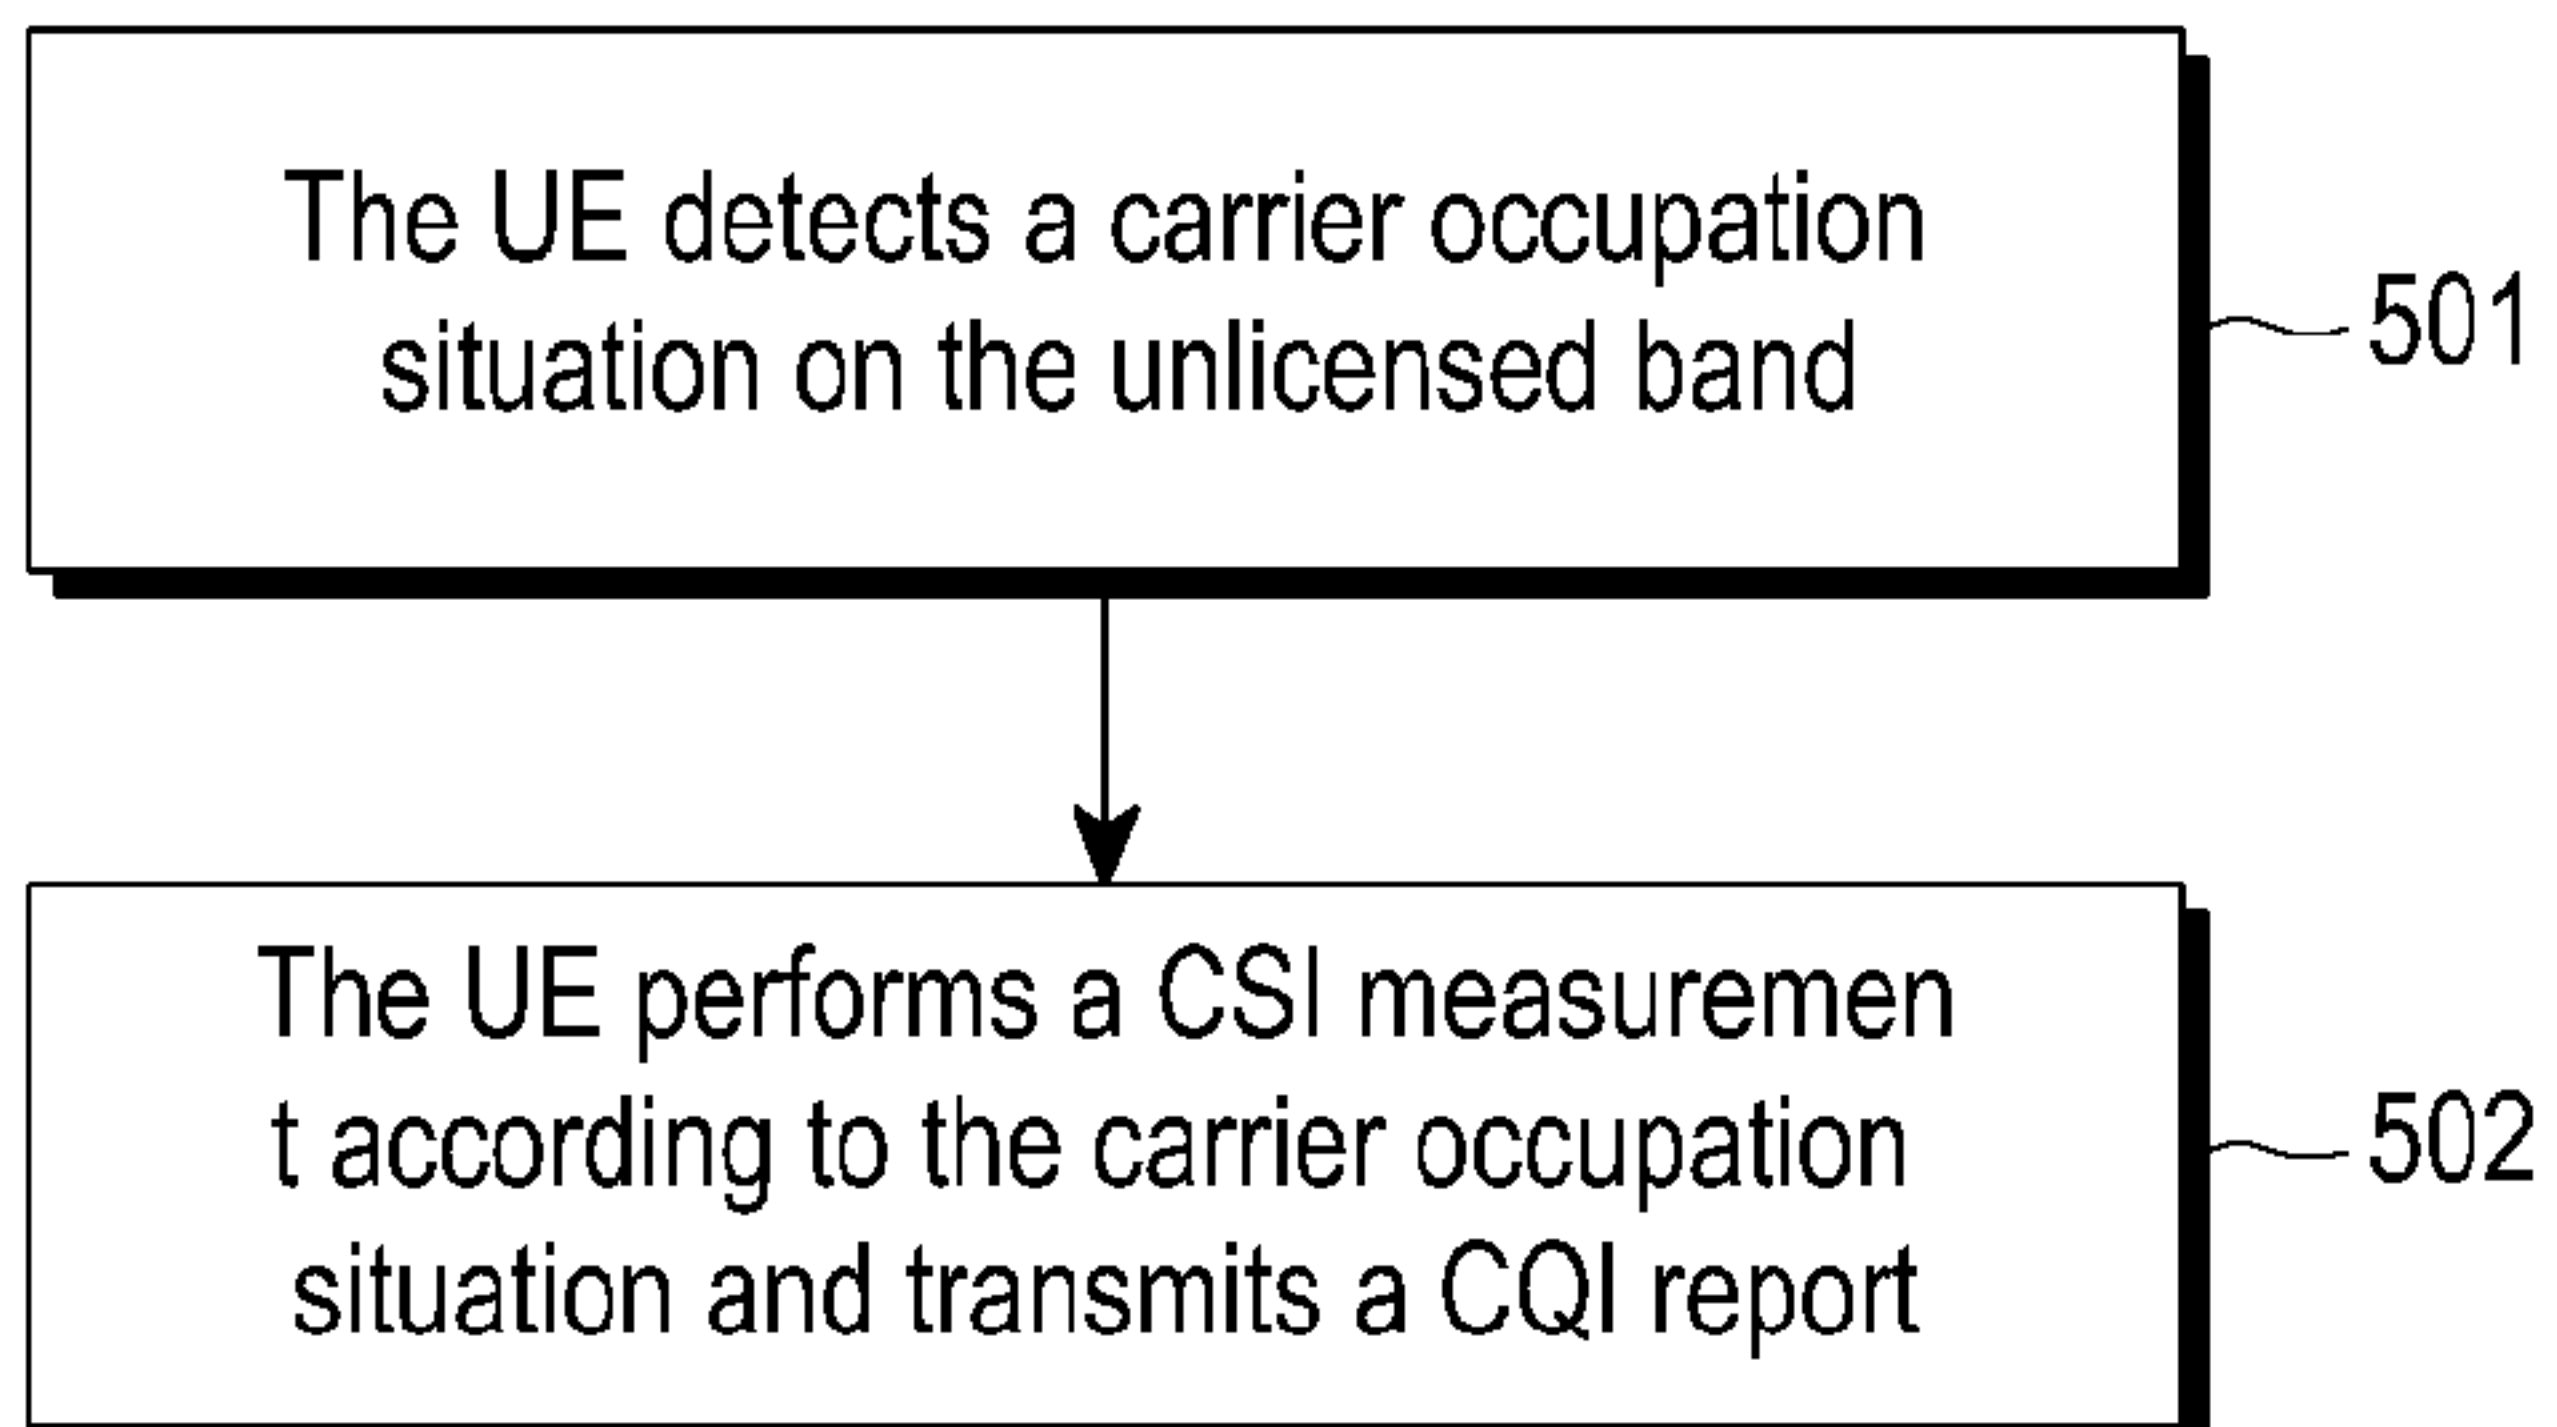 The UE detects a carrier occupation
situation on the unlicensed band
501
The UE performs a CSI measuremen
t according to the carrier occupation
situation and transmits a CQI report
502